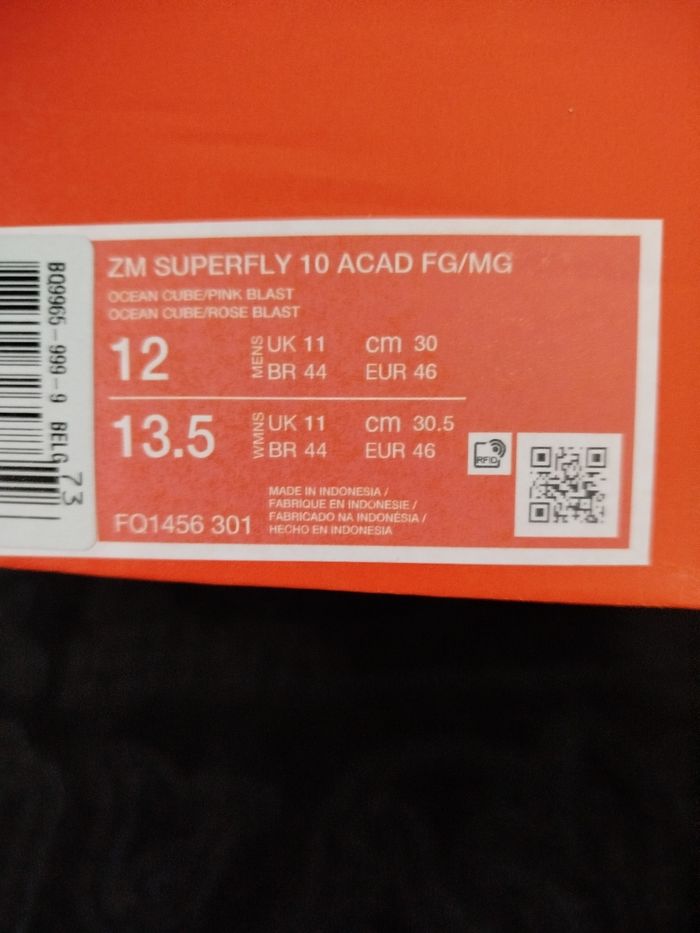 ZM SUPERFLY 10 ACAD FG/MG
OCEAN CUBE/PINK BLAST
OCEAN CUBE/ROSE BLAST
12 MENS UK 11 cm 30
BR 44 EUR 46
13.5 WMNS UK 11 cm 30.5
BR 44 EUR 46
RFID
FQ1456 301
MADE IN INDONESIA /
FABRIQUE EN INDONESIE /
FABRICADO NA INDONÉSIA /
HECHO EN INDONESIA
BQ9965-999-9 BELG
73